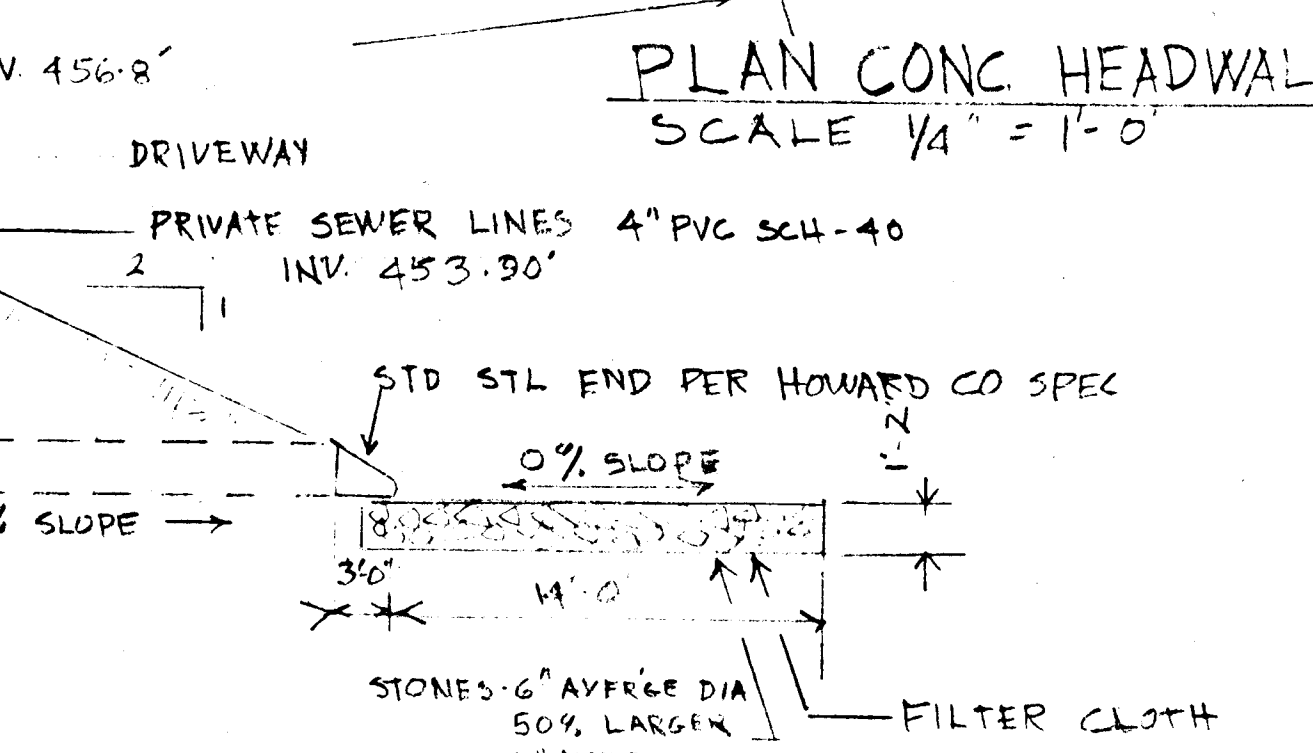 V. 456.8'
PLAN CONC. HEADWAL
SCALE 1/4" = 1'-0"
DRIVEWAY
PRIVATE SEWER LINES 4" PVC SCH-40
INV. 453.90'
2
1
STD STL END PER HOWARD CO SPEC
0% SLOPE
% SLOPE
3'-0"
14'-0
STONES-6" AVER'GE DIA
50% LARGER
FILTER CLOTH